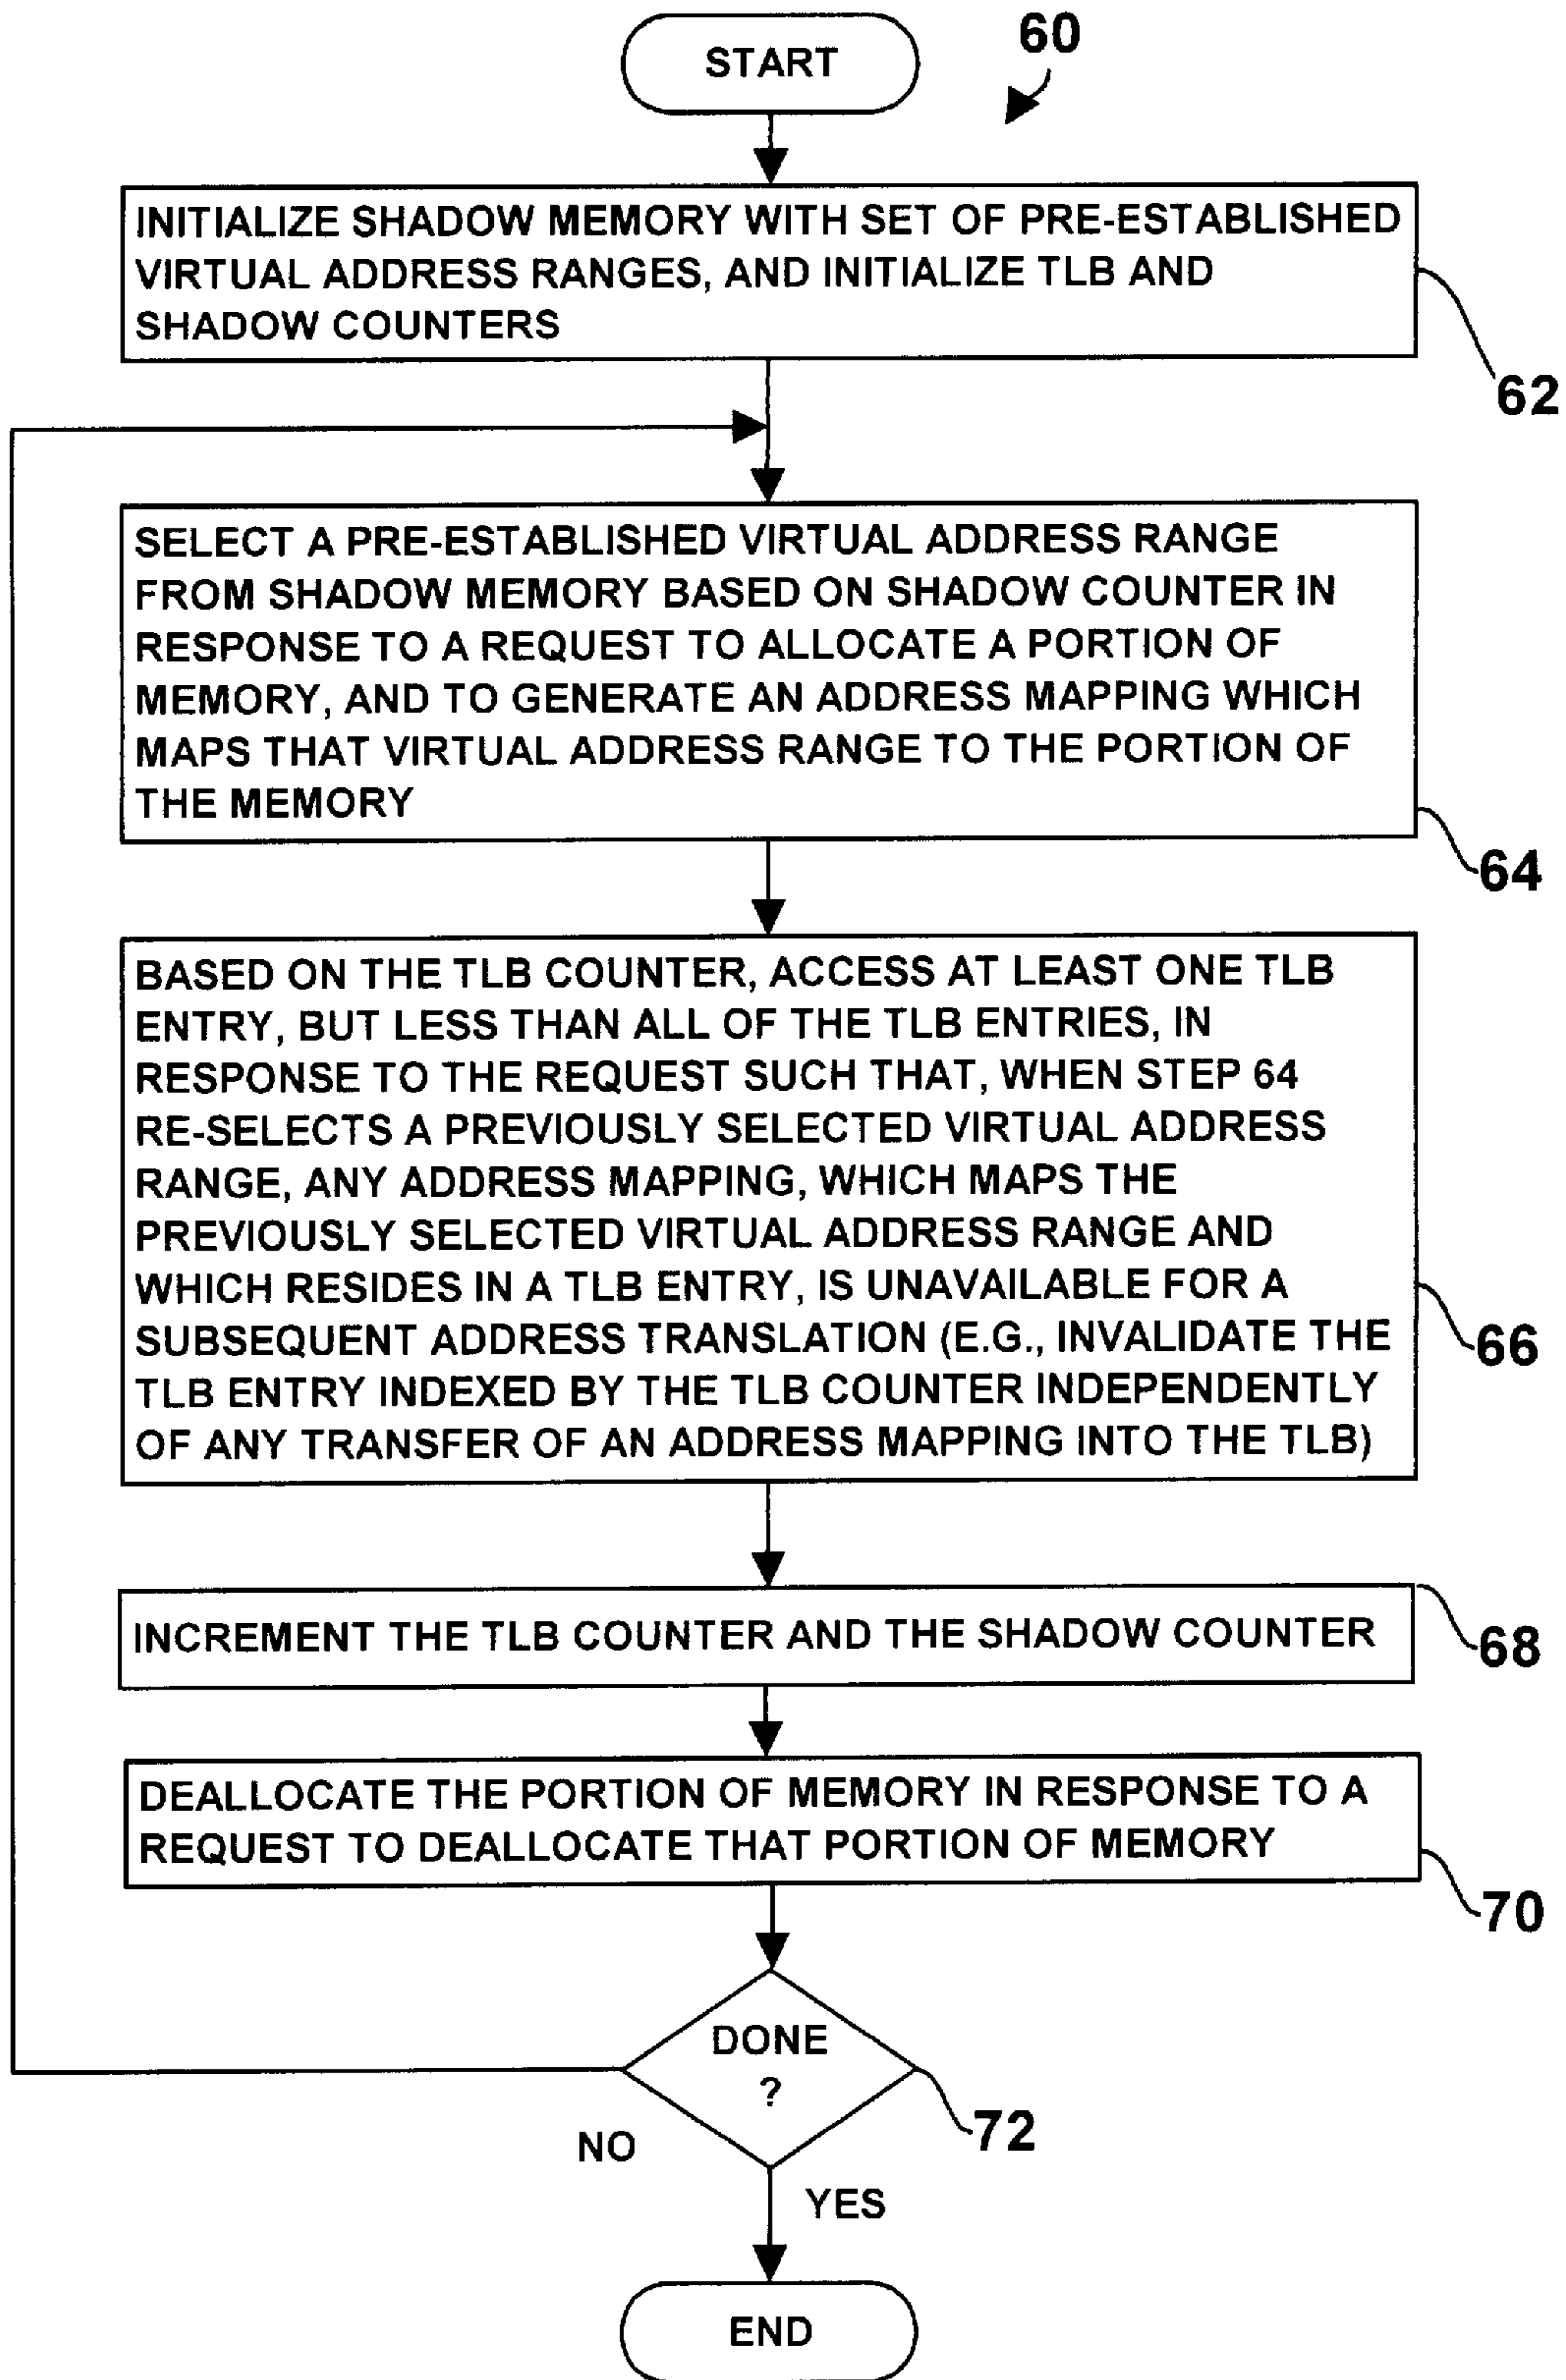 START
60
INITIALIZE SHADOW MEMORY WITH SET OF PRE-ESTABLISHED
VIRTUAL ADDRESS RANGES, AND INITIALIZE TLB AND
SHADOW COUNTERS
62
SELECT A PRE-ESTABLISHED VIRTUAL ADDRESS RANGE
FROM SHADOW MEMORY BASED ON SHADOW COUNTER IN
RESPONSE TO A REQUEST TO ALLOCATE A PORTION OF
MEMORY, AND TO GENERATE AN ADDRESS MAPPING WHICH
MAPS THAT VIRTUAL ADDRESS RANGE TO THE PORTION OF
THE MEMORY
64
BASED ON THE TLB COUNTER, ACCESS AT LEAST ONE TLB
ENTRY, BUT LESS THAN ALL OF THE TLB ENTRIES, IN
RESPONSE TO THE REQUEST SUCH THAT, WHEN STEP 64
RE-SELECTS A PREVIOUSLY SELECTED VIRTUAL ADDRESS
RANGE, ANY ADDRESS MAPPING, WHICH MAPS THE
PREVIOUSLY SELECTED VIRTUAL ADDRESS RANGE AND
WHICH RESIDES IN A TLB ENTRY, IS UNAVAILABLE FOR A
SUBSEQUENT ADDRESS TRANSLATION (E.G., INVALIDATE THE
TLB ENTRY INDEXED BY THE TLB COUNTER INDEPENDENTLY
OF ANY TRANSFER OF AN ADDRESS MAPPING INTO THE TLB)
66
INCREMENT THE TLB COUNTER AND THE SHADOW COUNTER
68
DEALLOCATE THE PORTION OF MEMORY IN RESPONSE TO A
REQUEST TO DEALLOCATE THAT PORTION OF MEMORY
70
DONE
?
72
NO
YES
END